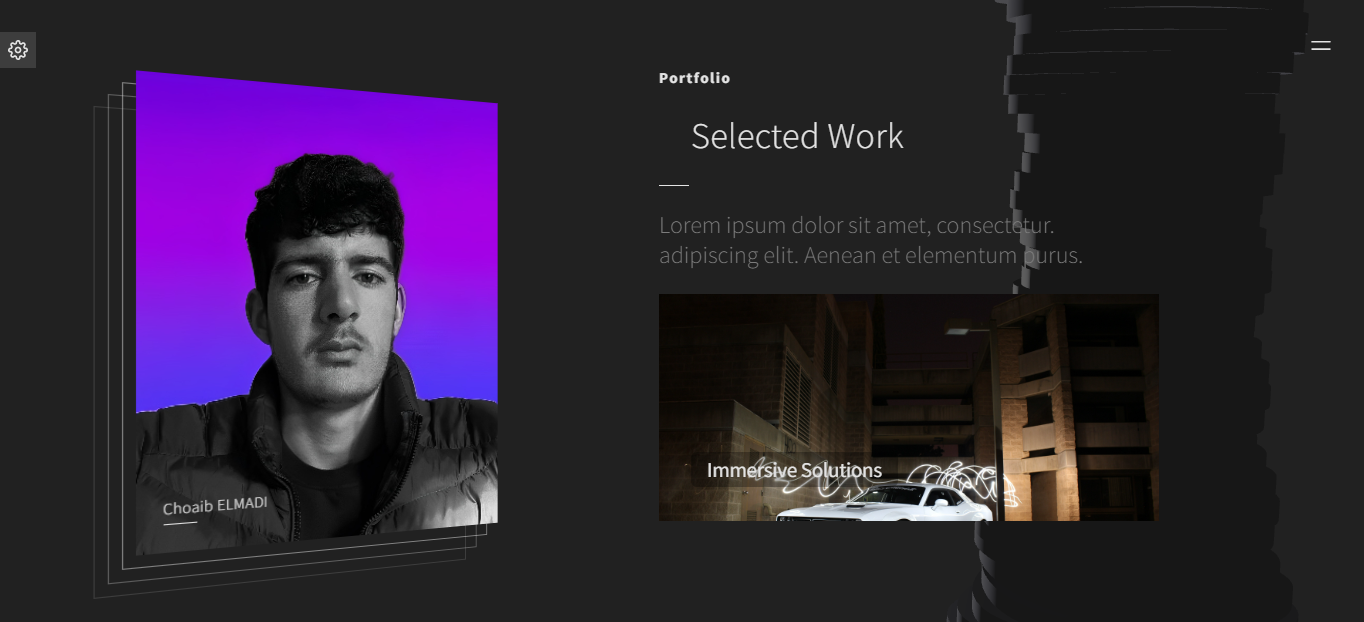 Portfolio
Selected Work
Lorem ipsum dolor sit amet, consectetur.
adipiscing elit. Aenean et elementum purus.
Immersive Solutions
Choaib ELMADI